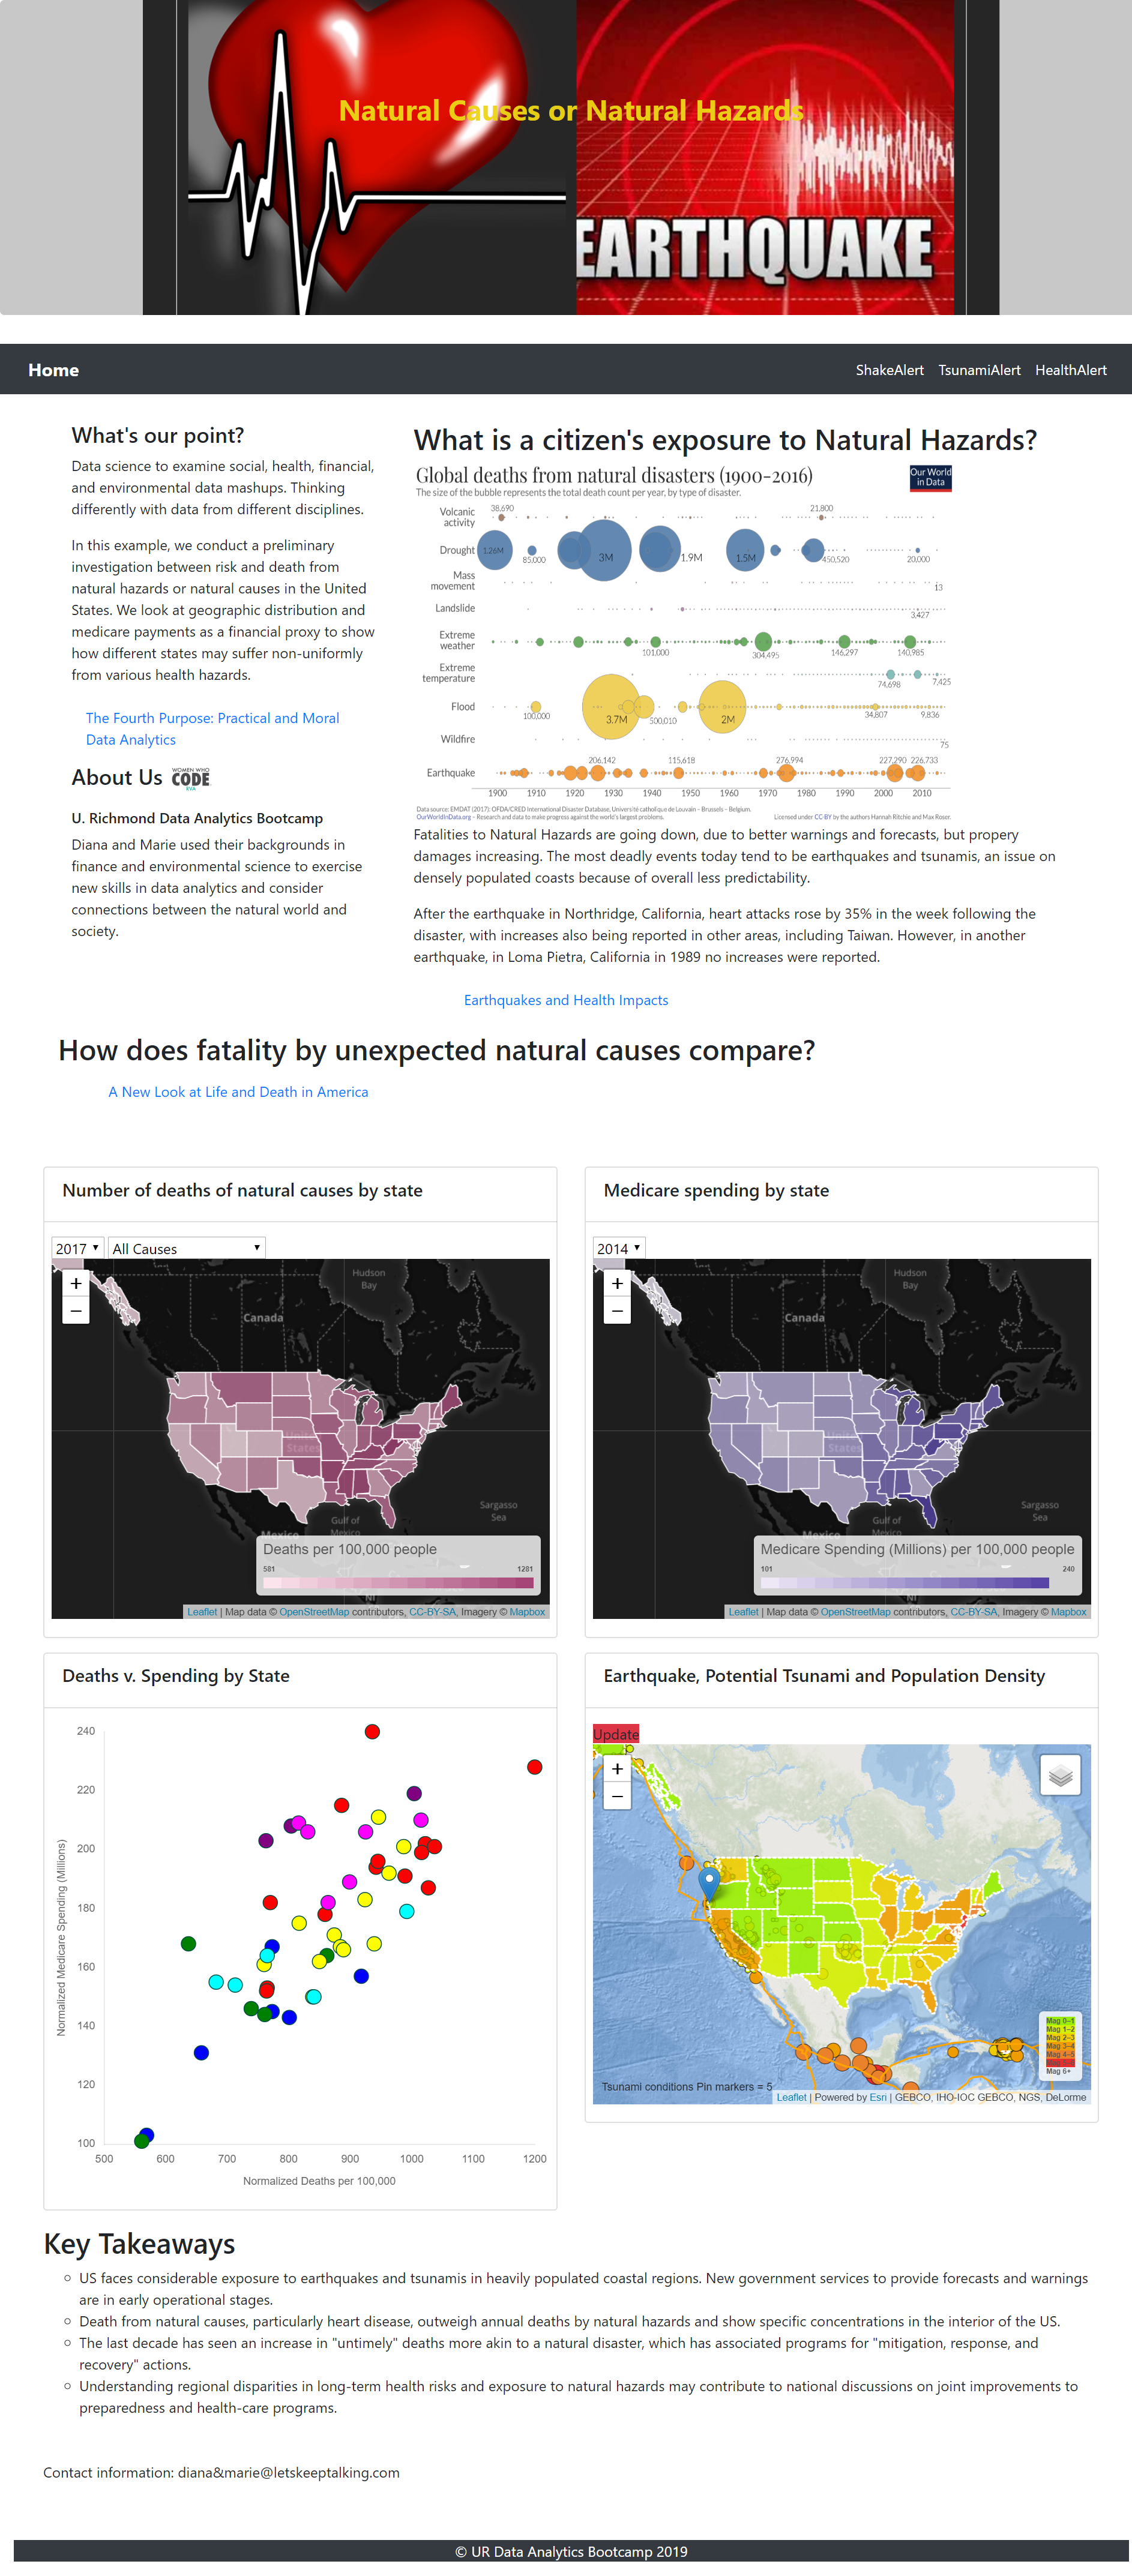 Natural Causes or Natural Hazards
EARTHQUAKE
Home
ShakeAlert TsunamiAlert HealthAlert
What's our point?
Data science to examine social, health, financial,
and environmental data mashups. Thinking
differently with data from different disciplines.
In this example, we conduct a preliminary
investigation between risk and death from
natural hazards or natural causes in the United
States. We look at geographic distribution and
medicare payments as a financial proxy to show
how different states may suffer non-uniformly
from various health hazards.
The Fourth Purpose: Practical and Moral
Data Analytics
About Us
WOMEN WHO
CODE
RVA
U. Richmond Data Analytics Bootcamp
Diana and Marie used their backgrounds in
finance and environmental science to exercise
new skills in data analytics and consider
connections between the natural world and
society.
What is a citizen's exposure to Natural Hazards?
Global deaths from natural disasters (1900-2016)
The size of the bubble represents the total death count per year, by type of disaster.
Our World
in Data
Volcanic
activity
38,690
21,800
Drought
1.26M
85,000
3M
1.9M
1.5M
450,520
20,000
Mass
movement
13
Landslide
3,427
Extreme
weather
101,000
304,495
146,297
140,985
Extreme
temperature
74,698
7,425
Flood
100,000
3.7M
500,010
2M
34,807
9,836
Wildfire
75
Earthquake
206,142
115,618
276,994
227,290
226,733
1900 1910 1920 1930 1940 1950 1960 1970 1980 1990 2000 2010
Data source: EMDAT (2017): OFDA/CRED International Disaster Database, Université catholique de Louvain – Brussels – Belgium.
OurWorldinData.org – Research and data to make progress against the world's largest problems.
Licensed under CC-BY by the authors Hannah Ritchie and Max Roser.
Fatalities to Natural Hazards are going down, due to better warnings and forecasts, but propery
damages increasing. The most deadly events today tend to be earthquakes and tsunamis, an issue on
densely populated coasts because of overall less predictability.
After the earthquake in Northridge, California, heart attacks rose by 35% in the week following the
disaster, with increases also being reported in other areas, including Taiwan. However, in another
earthquake, in Loma Pietra, California in 1989 no increases were reported.
Earthquakes and Health Impacts
How does fatality by unexpected natural causes compare?
A New Look at Life and Death in America
Number of deaths of natural causes by state
2017
All Causes
+
−
Hudson
Bay
Canada
United
States
Sargasso
Sea
Gulf of
Mexico
Mexico
NI
Deaths per 100,000 people
581 1281
Leaflet | Map data © OpenStreetMap contributors, CC-BY-SA, Imagery © Mapbox
Medicare spending by state
2014
+
−
Hudson
Bay
Canada
United
States
Sargasso
Sea
Gulf of
Mexico
Mexico
NI
Medicare Spending (Millions) per 100,000 people
101 240
Leaflet | Map data © OpenStreetMap contributors, CC-BY-SA, Imagery © Mapbox
Deaths v. Spending by State
Normalized Medicare Spending (Millions)
240
220
200
180
160
140
120
100
500 600 700 800 900 1000 1100 1200
Normalized Deaths per 100,000
Earthquake, Potential Tsunami and Population Density
Update
+
−
Mag 0–1
Mag 1–2
Mag 2–3
Mag 3–4
Mag 4–5
Mag 6+
Tsunami conditions Pin markers = 5
Leaflet | Powered by Esri | GEBCO, IHO-IOC GEBCO, NGS, DeLorme
Key Takeaways
US faces considerable exposure to earthquakes and tsunamis in heavily populated coastal regions. New government services to provide forecasts and warnings
are in early operational stages.
Death from natural causes, particularly heart disease, outweigh annual deaths by natural hazards and show specific concentrations in the interior of the US.
The last decade has seen an increase in "untimely" deaths more akin to a natural disaster, which has associated programs for "mitigation, response, and
recovery" actions.
Understanding regional disparities in long-term health risks and exposure to natural hazards may contribute to national discussions on joint improvements to
preparedness and health-care programs.
Contact information: diana&marie@letskeeptalking.com
© UR Data Analytics Bootcamp 2019